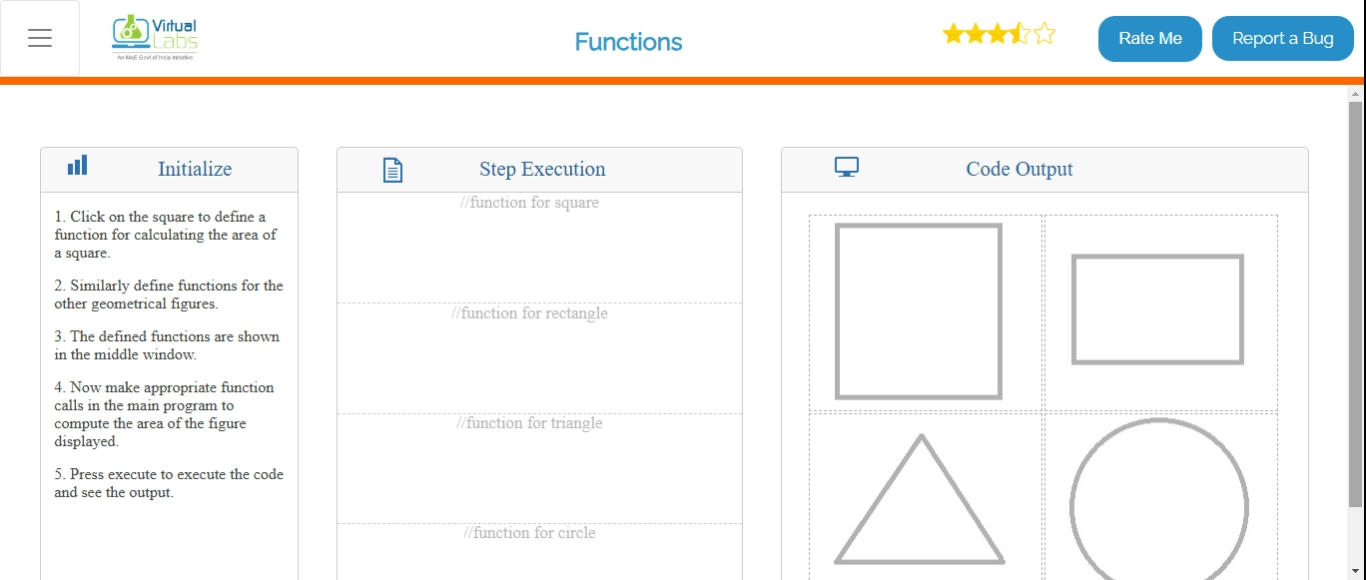 Virtual
Labs
An MoE Govt of India Initiative
Functions
Rate Me
Report a Bug
Initialize
1. Click on the square to define a
function for calculating the area of
a square.
2. Similarly define functions for the
other geometrical figures.
3. The defined functions are shown
in the middle window.
4. Now make appropriate function
calls in the main program to
compute the area of the figure
displayed.
5. Press execute to execute the code
and see the output.
Step Execution
//function for square
//function for rectangle
//function for triangle
//function for circle
Code Output